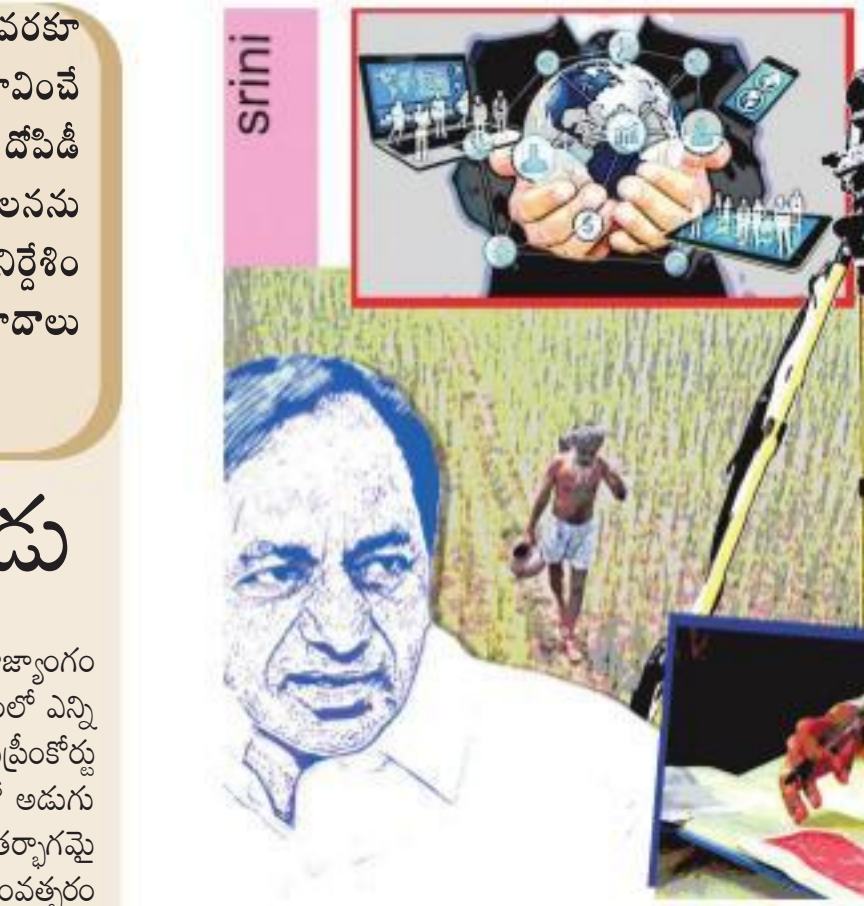 వరకూ
వించే
దోపిడీ
లనను
నిర్దేశిం
దాలు
డు
జ్యాంగం
లో ఎన్ని
ప్రీంకోర్టు
అడుగు
తర్భాగమై
వత్సరం
srini